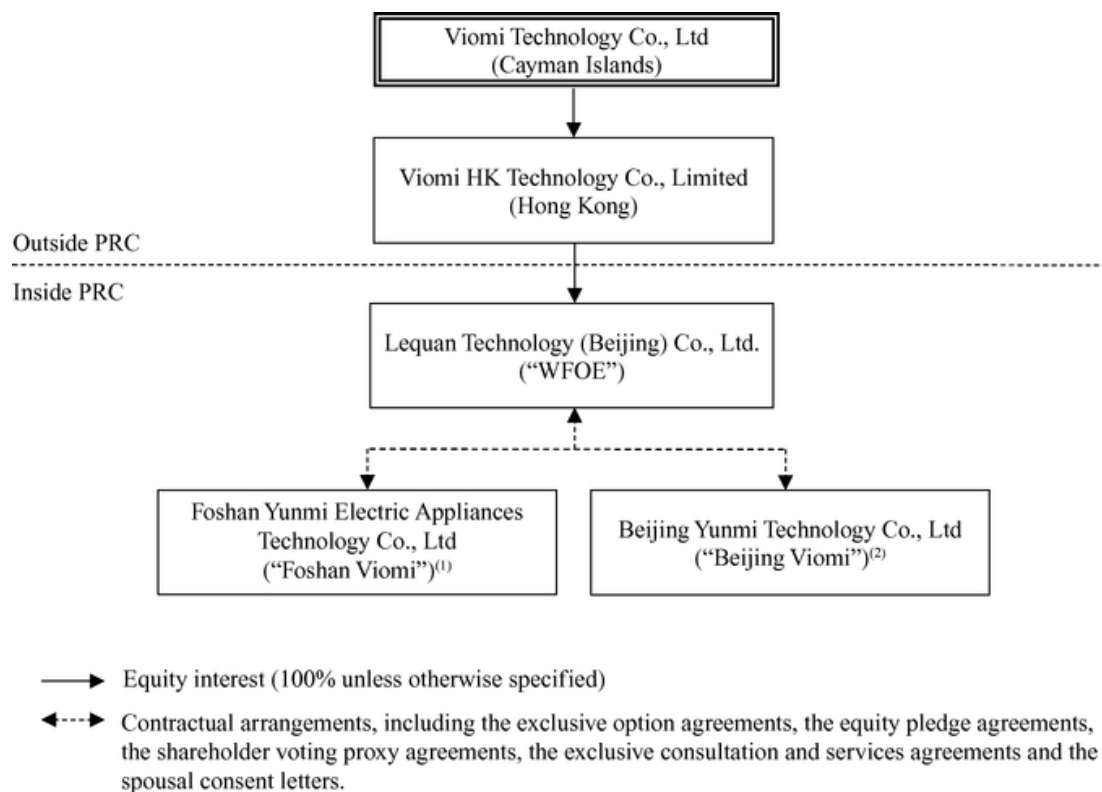 Viomi Technology Co., Ltd
(Cayman Islands)
Viomi HK Technology Co., Limited
(Hong Kong)
Outside PRC
Inside PRC
Lequan Technology (Beijing) Co., Ltd.
(“WFOE”)
Foshan Yunmi Electric Appliances
Technology Co., Ltd
(“Foshan Viomi”)(1)
Beijing Yunmi Technology Co., Ltd
(“Beijing Viomi”)(2)
Equity interest (100% unless otherwise specified)
Contractual arrangements, including the exclusive option agreements, the equity pledge agreements,
the shareholder voting proxy agreements, the exclusive consultation and services agreements and the
spousal consent letters.